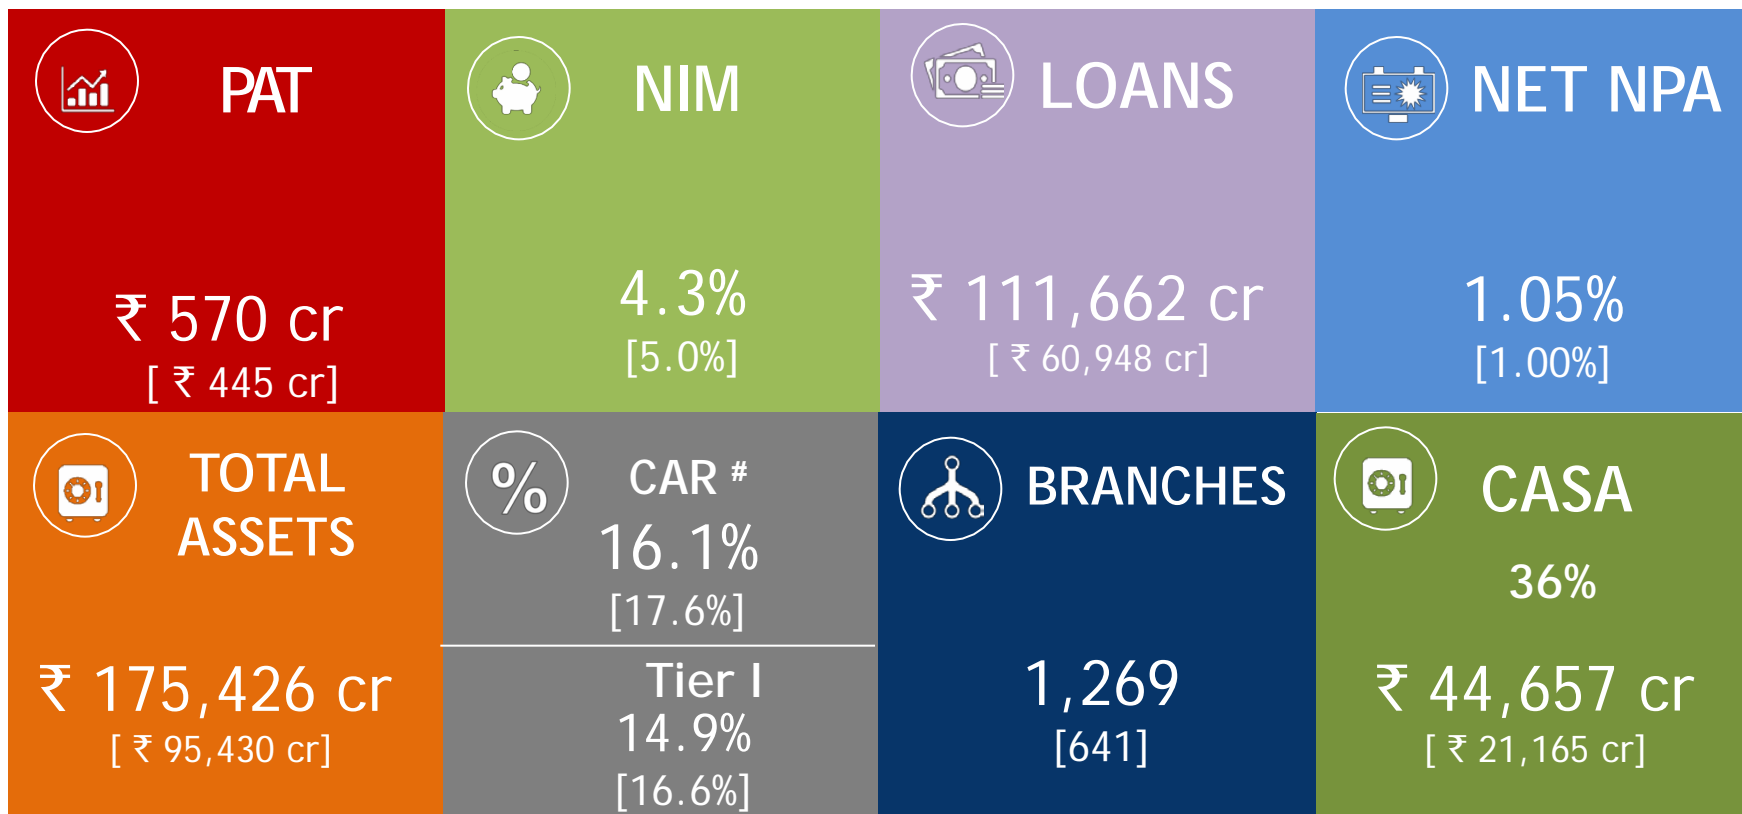 PAT
₹ 570 cr
[ ₹ 445 cr]
NIM
4.3%
[5.0%]
LOANS
₹ 111,662 cr
[ ₹ 60,948 cr]
NET NPA
1.05%
[1.00%]
TOTAL
ASSETS
₹ 175,426 cr
[ ₹ 95,430 cr]
%
CAR #
16.1%
[17.6%]
Tier I
14.9%
[16.6%]
BRANCHES
1,269
[641]
CASA
36%
₹ 44,657 cr
[ ₹ 21,165 cr]